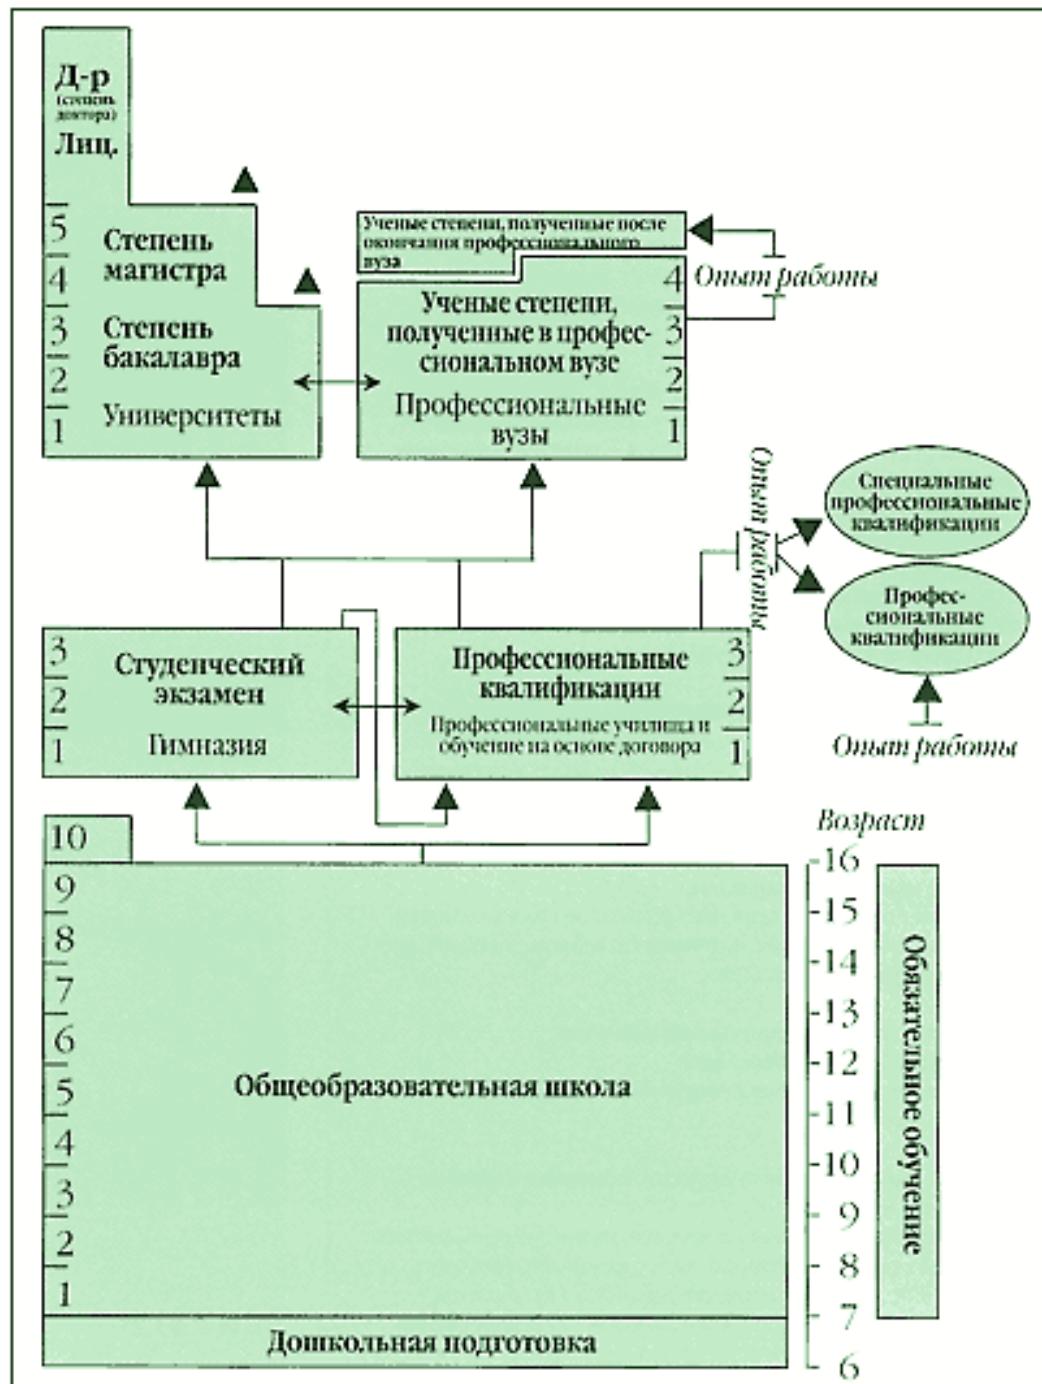 Д-р
(степень
доктора)
Лиц.
5
4
3
2
1
Степень
магистра
Степень
бакалавра
Университеты
Ученые степени, полученные после
окончания профессионального
вуза
Ученые степени,
полученные в профес-
сиональном вузе
Профессиональные
вузы
4
3
2
1
Опыт работы
Опыт работы
Специальные
профессиональные
квалификации
Профес-
сиональные
квалификации
Опыт работы
3
2
1
Студенческий
экзамен
Гимназия
Профессиональные
квалификации
Профессиональные училища и
обучение на основе договора
3
2
1
10
9
8
7
6
5
4
3
2
1
Общеобразовательная школа
Дошкольная подготовка
Возраст
-16
-15
-14
-13
-12
-11
-10
- 9
- 8
- 7
- 6
Обязательное обучение